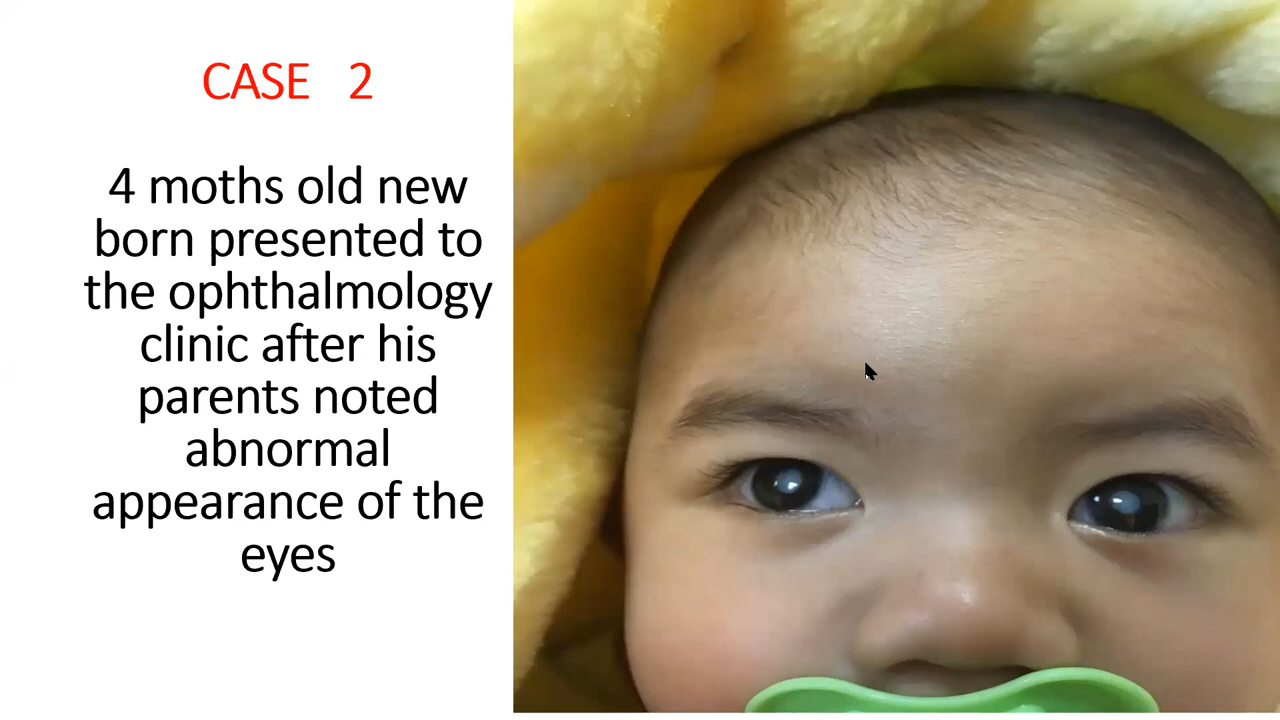 CASE 2
4 moths old new
born presented to
the ophthalmology
clinic after his
parents noted
abnormal
appearance of the
eyes